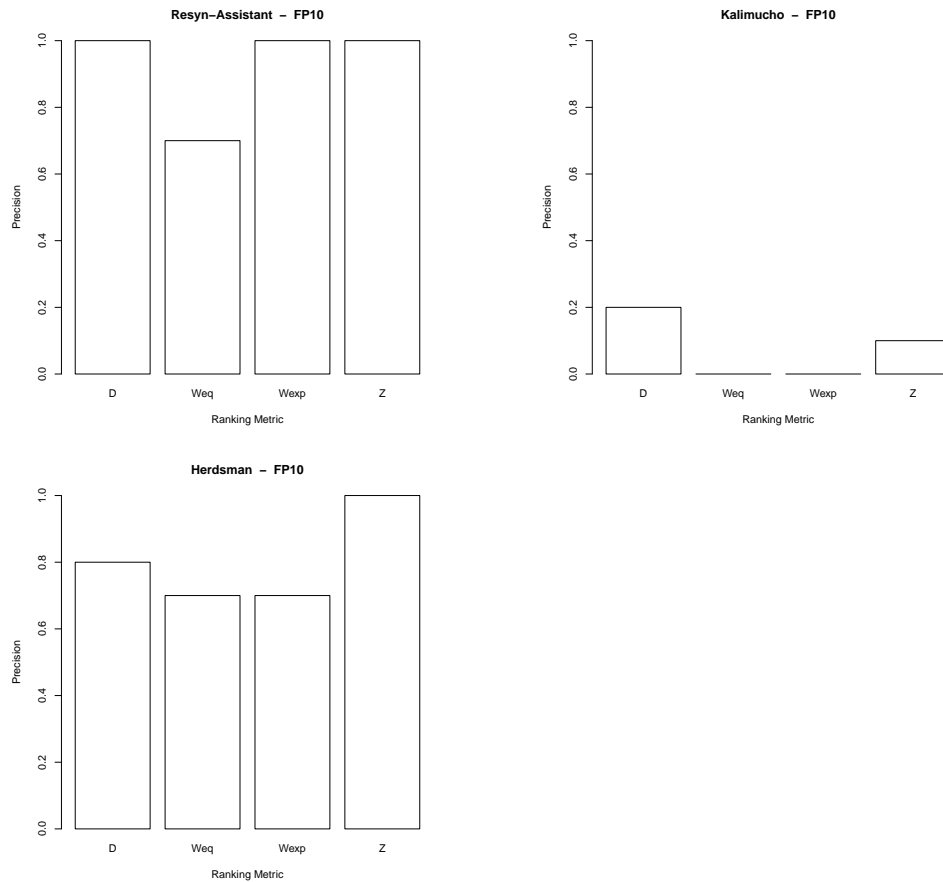 Resyn−Assistant − FP10
Precision
1.0
0.8
0.6
0.4
0.2
0.0
D Weq Wexp Z
Ranking Metric
Kalimucho − FP10
Precision
1.0
0.8
0.6
0.4
0.2
0.0
D Weq Wexp Z
Ranking Metric
Herdsman − FP10
Precision
1.0
0.8
0.6
0.4
0.2
0.0
D Weq Wexp Z
Ranking Metric